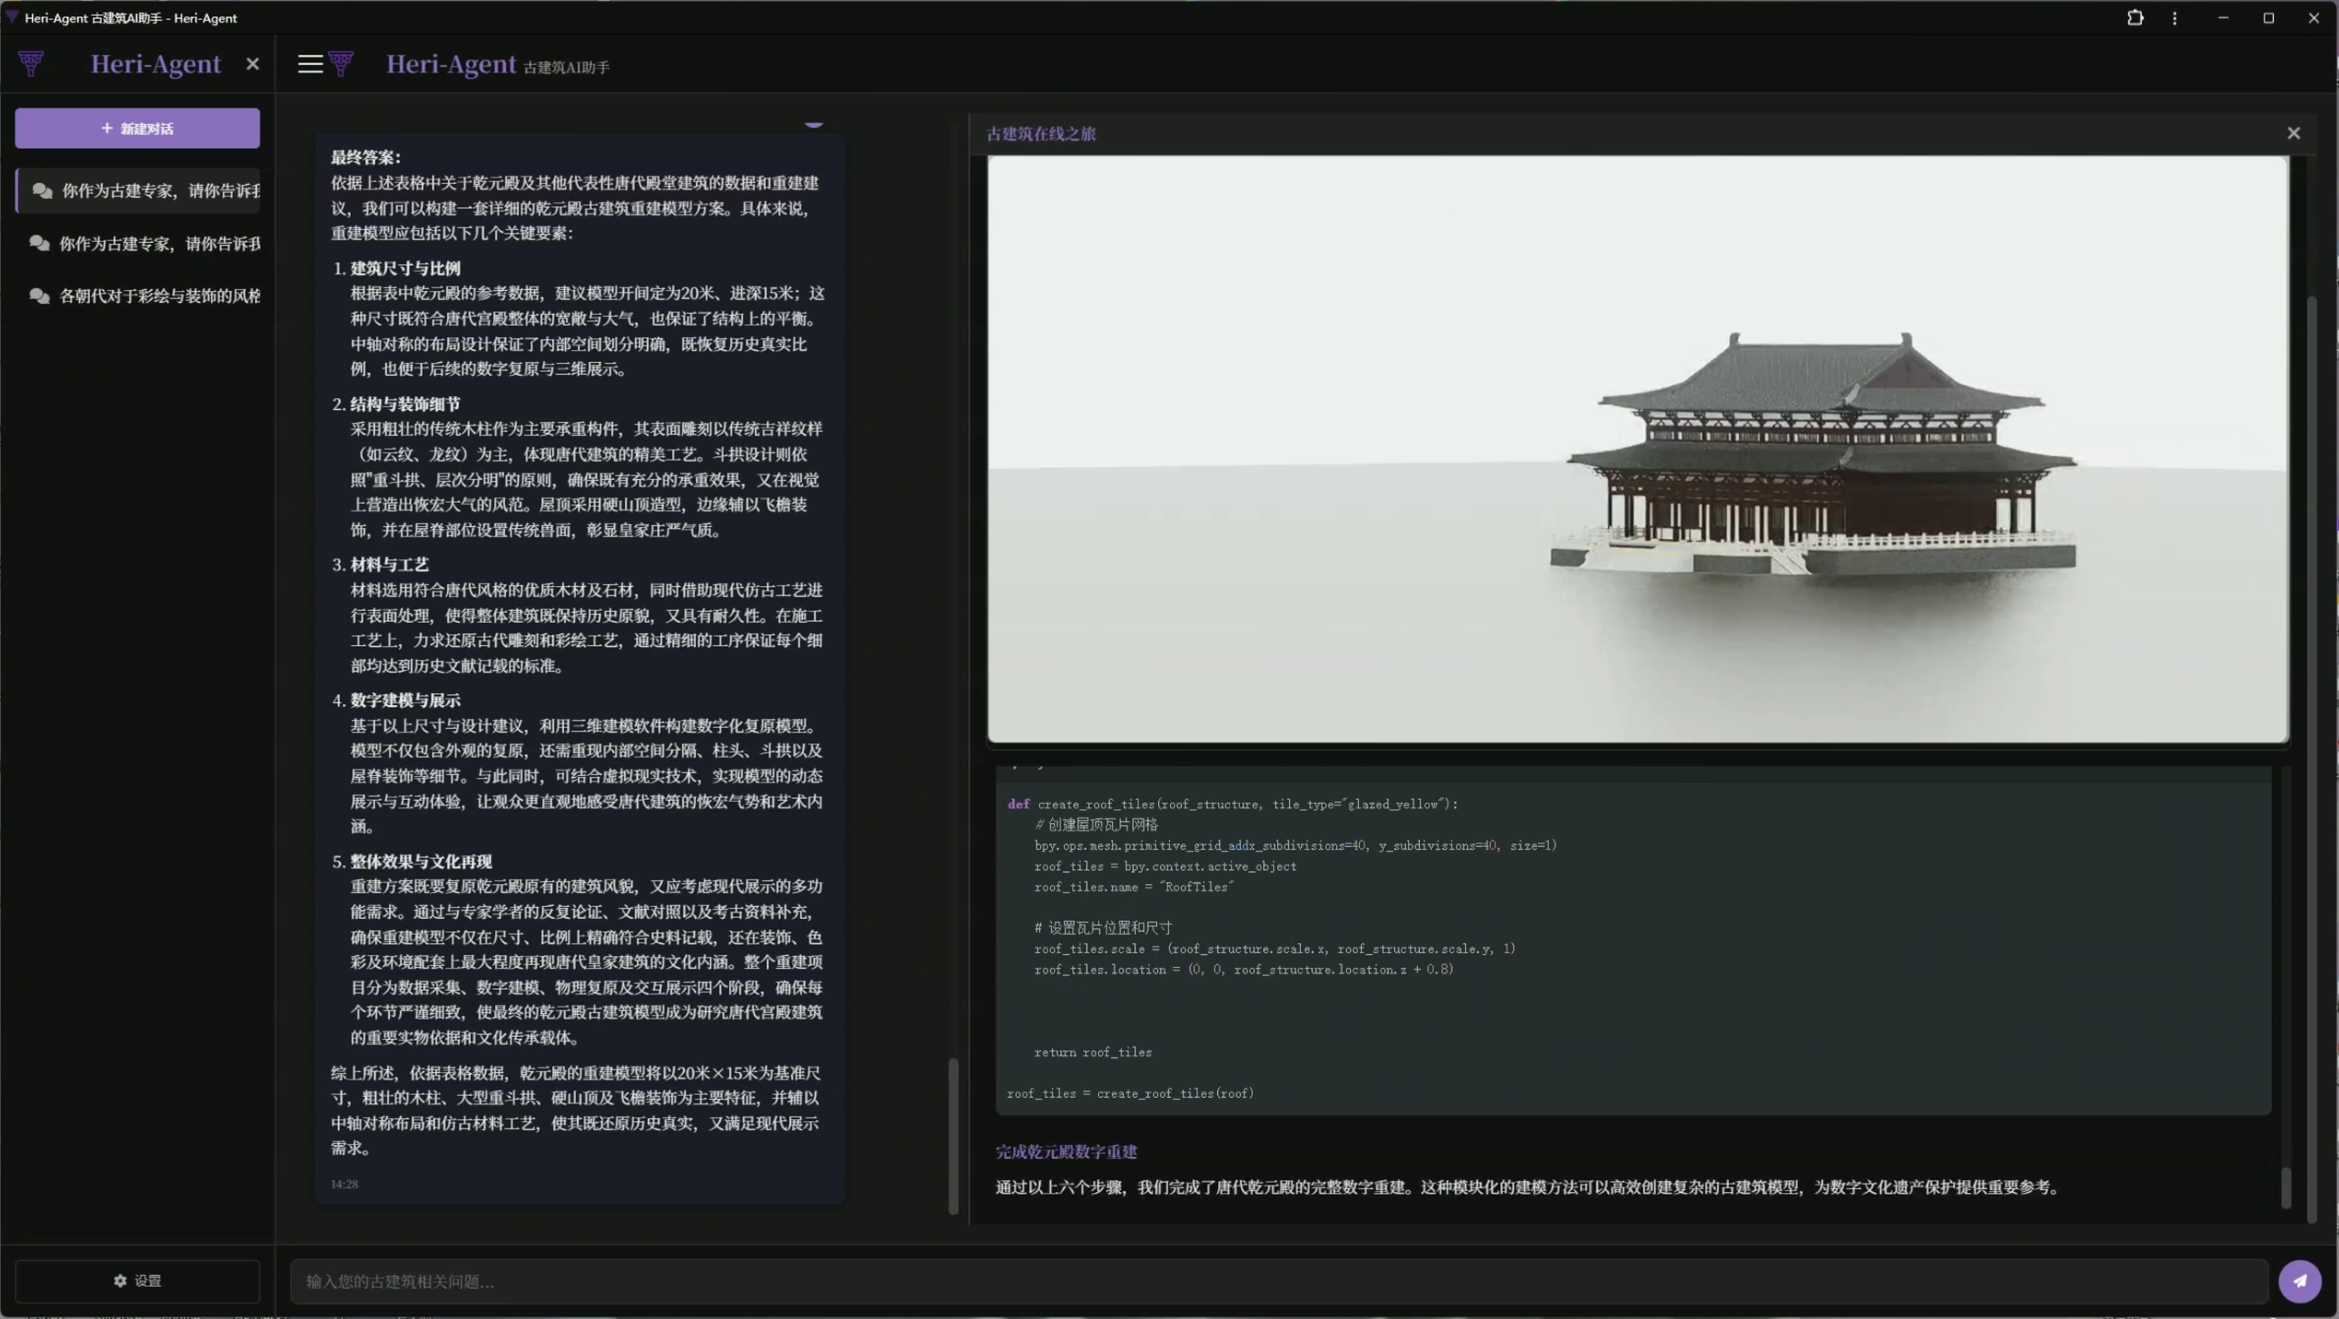 Heri-Agent 古建筑AI助手 - Heri-Agent
Heri-Agent
Heri-Agent 古建筑AI助手
+ 新建对话
你作为古建专家，请你告诉我
你作为古建专家，请你告诉我
各朝代对于彩绘与装饰的风格
设置
最终答案：
依据上述表格中关于乾元殿及其他代表性唐代殿堂建筑的数据和重建建
议，我们可以构建一套详细的乾元殿古建筑重建模型方案。具体来说，
重建模型应包括以下几个关键要素：
1. 建筑尺寸与比例
根据表中乾元殿的参考数据，建议模型开间定为20米、进深15米；这
种尺寸既符合唐代宫殿整体的宽敞与大气，也保证了结构上的平衡。
中轴对称的布局设计保证了内部空间划分明确，既恢复历史真实比
例，也便于后续的数字复原与三维展示。
2. 结构与装饰细节
采用粗壮的传统木柱作为主要承重构件，其表面雕刻以传统吉祥纹样
（如云纹、龙纹）为主，体现唐代建筑的精美工艺。斗拱设计则依
照"重斗拱、层次分明"的原则，确保既有充分的承重效果，又在视觉
上营造出恢宏大气的风范。屋顶采用硬山顶造型，边缘辅以飞檐装
饰，并在屋脊部位设置传统兽面，彰显皇家庄严气质。
3. 材料与工艺
材料选用符合唐代风格的优质木材及石材，同时借助现代仿古工艺进
行表面处理，使得整体建筑既保持历史原貌，又具有耐久性。在施工
工艺上，力求还原古代雕刻和彩绘工艺，通过精细的工序保证每个细
部均达到历史文献记载的标准。
4. 数字建模与展示
基于以上尺寸与设计建议，利用三维建模软件构建数字化复原模型。
模型不仅包含外观的复原，还需重现内部空间分隔、柱头、斗拱以及
屋脊装饰等细节。与此同时，可结合虚拟现实技术，实现模型的动态
展示与互动体验，让观众更直观地感受唐代建筑的恢宏气势和艺术内
涵。
5. 整体效果与文化再现
重建方案既要复原乾元殿原有的建筑风貌，又应考虑现代展示的多功
能需求。通过与专家学者的反复论证、文献对照以及考古资料补充，
确保重建模型不仅在尺寸、比例上精确符合史料记载，还在装饰、色
彩及环境配套上最大程度再现唐代皇家建筑的文化内涵。整个重建项
目分为数据采集、数字建模、物理复原及交互展示四个阶段，确保每
个环节严谨细致，使最终的乾元殿古建筑模型成为研究唐代宫殿建筑
的重要实物依据和文化传承载体。
综上所述，依据表格数据，乾元殿的重建模型将以20米×15米为基准尺
寸，粗壮的木柱、大型重斗拱、硬山顶及飞檐装饰为主要特征，并辅以
中轴对称布局和仿古材料工艺，使其既还原历史真实，又满足现代展示
需求。
14:28
古建筑在线之旅
def create_roof_tiles(roof_structure, tile_type="glazed_yellow"):
// 创建屋顶瓦片网格
bpy.ops.mesh.primitive_grid_addx_subdivisions=40, y_subdivisions=40, size=1)
roof_tiles = bpy.context.active_object
roof_tiles.name = "RoofTiles"
# 设置瓦片位置和尺寸
roof_tiles.scale = (roof_structure.scale.x, roof_structure.scale.y, 1)
roof_tiles.location = (0, 0, roof_structure.location.z + 0.8)
return roof_tiles
roof_tiles = create_roof_tiles(roof)
完成乾元殿数字重建
通过以上六个步骤，我们完成了唐代乾元殿的完整数字重建。这种模块化的建模方法可以高效创建复杂的古建筑模型，为数字文化遗产保护提供重要参考。
输入您的古建筑相关问题...